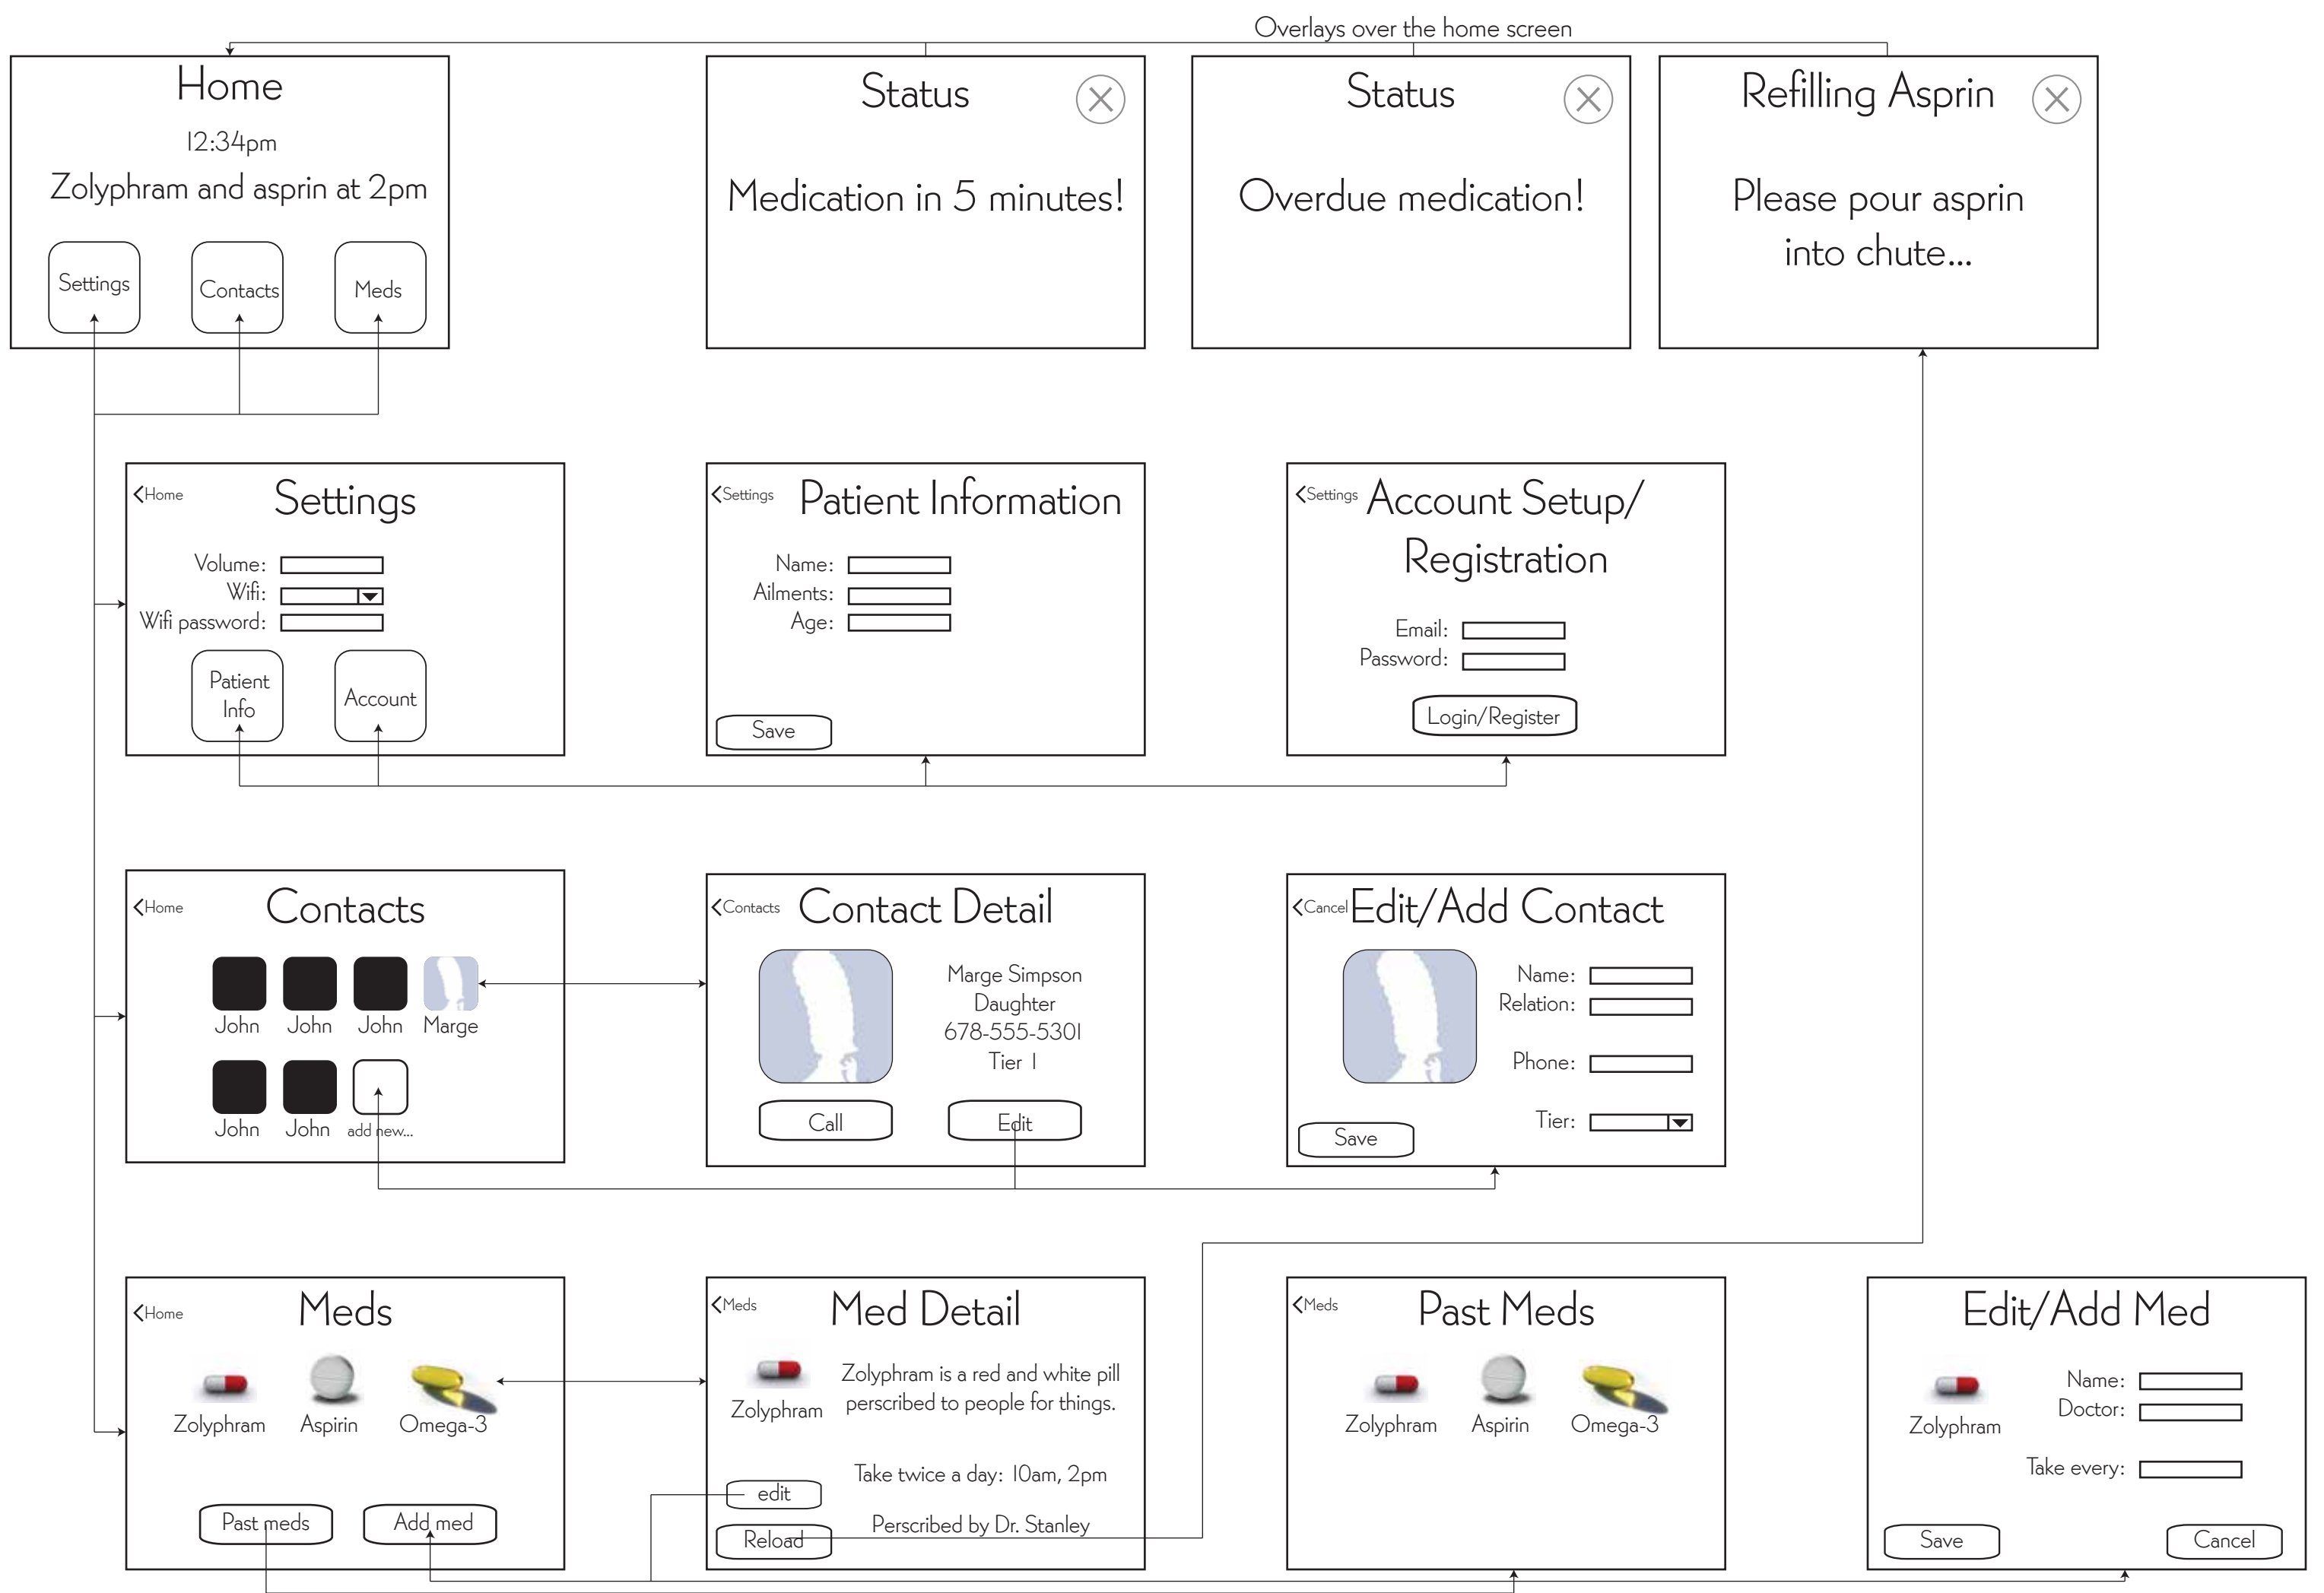 Overlays over the home screen
Home
12:34pm
Zolyphram and asprin at 2pm
Settings
Contacts
Meds
Status
Medication in 5 minutes!
Status
Overdue medication!
Refilling Asprin
Please pour asprin
into chute...
Home
Settings
Volume:
Wifi:
Wifi password:
Patient
Info
Account
Settings
Patient Information
Name:
Ailments:
Age:
Save
Settings
Account Setup/
Registration
Email:
Password:
Login/Register
Home
Contacts
John
John
John
Marge
John
John
add new...
Contacts
Contact Detail
Marge Simpson
Daughter
678-555-5301
Tier 1
Call
Edit
Cancel
Edit/Add Contact
Name:
Relation:
Phone:
Tier:
Save
Home
Meds
Zolyphram
Aspirin
Omega-3
Past meds
Add med
Meds
Med Detail
Zolyphram
Zolyphram is a red and white pill
perscribed to people for things.
Take twice a day: 10am, 2pm
edit
Perscribed by Dr. Stanley
Reload
Meds
Past Meds
Zolyphram
Aspirin
Omega-3
Edit/Add Med
Zolyphram
Name:
Doctor:
Take every:
Save
Cancel